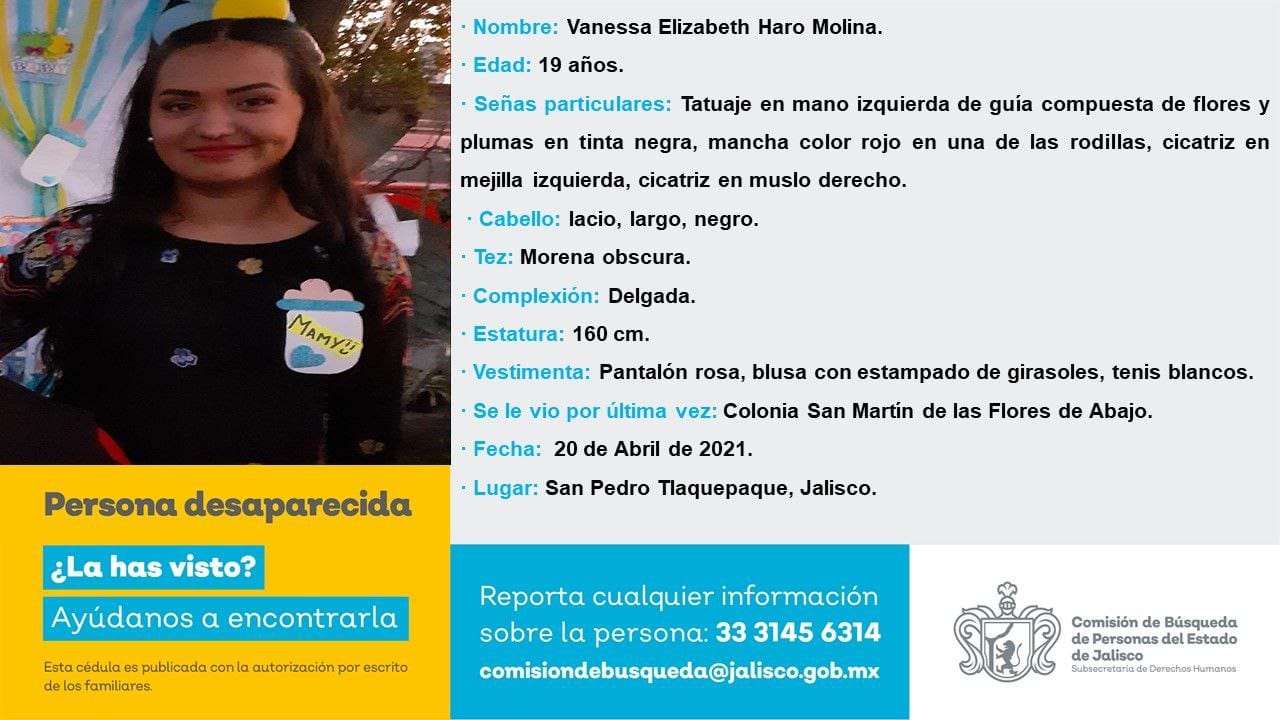 MAMY
· Nombre: Vanessa Elizabeth Haro Molina.
· Edad: 19 años.
· Señas particulares: Tatuaje en mano izquierda de guía compuesta de flores y
plumas en tinta negra, mancha color rojo en una de las rodillas, cicatriz en
mejilla izquierda, cicatriz en muslo derecho.
· Cabello: lacio, largo, negro.
· Tez: Morena obscura.
· Complexión: Delgada.
· Estatura: 160 cm.
· Vestimenta: Pantalón rosa, blusa con estampado de girasoles, tenis blancos.
· Se le vio por última vez: Colonia San Martín de las Flores de Abajo.
· Fecha: 20 de Abril de 2021.
· Lugar: San Pedro Tlaquepaque, Jalisco.
Persona desaparecida
¿La has visto?
Ayúdanos a encontrarla
Esta cédula es publicada con la autorización por escrito
de los familiares.
Reporta cualquier información
sobre la persona: 33 3145 6314
comisiondebusqueda@jalisco.gob.mx
Comisión de Búsqueda
de Personas del Estado
de Jalisco
Subsecretaría de Derechos Humanos